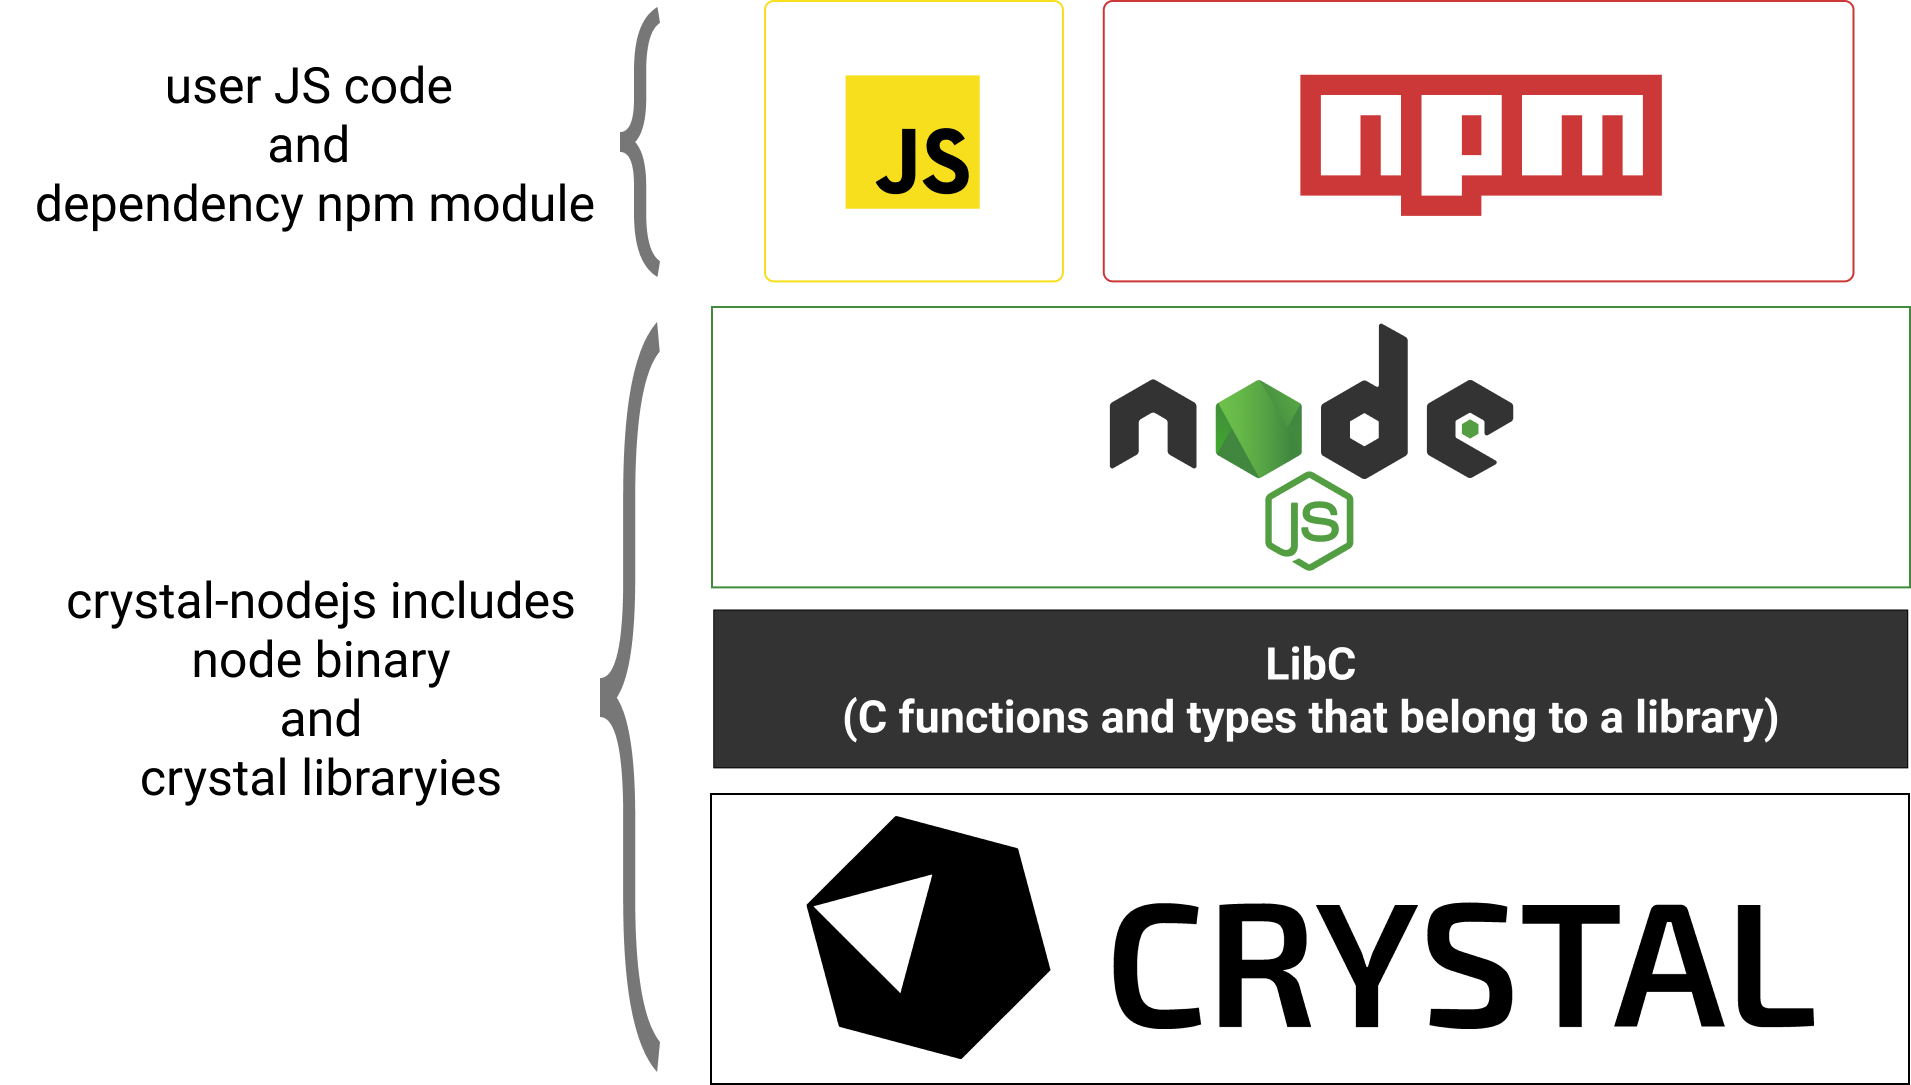 user JS code
and
dependency npm module
JS
npm
node
JS
crystal-nodejs includes
node binary
and
crystal libraryies
LibC
(C functions and types that belong to a library)
CRYSTAL